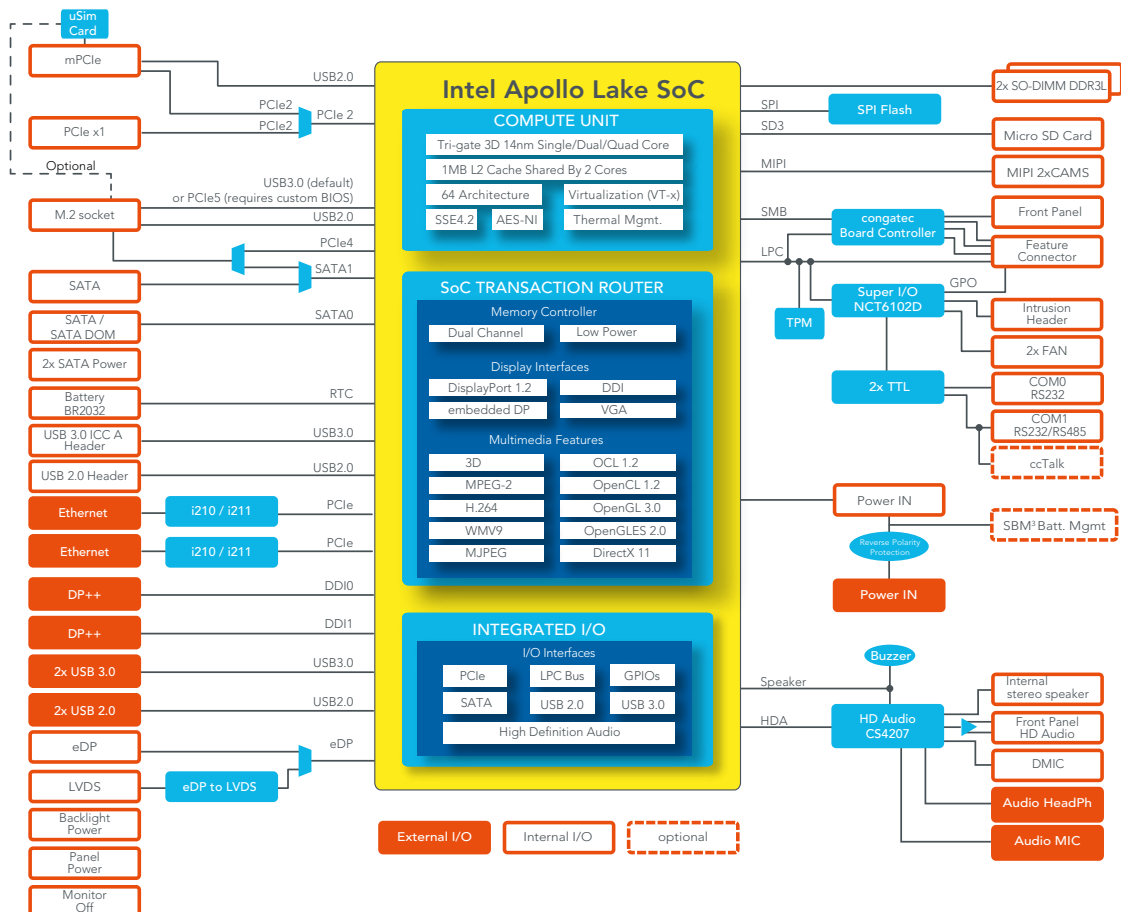 uSim
Card
mPCIe
USB2.0
PCIe2
PCIe2
PCIe 2
PCIe x1
Optional
USB3.0 (default)
or PCIe5 (requires custom BIOS)
M.2 socket
USB2.0
PCIe4
SATA1
SATA
SATA /
SATA DOM
SATA0
2x SATA Power
Battery
BR2032
RTC
USB 3.0 ICC A
Header
USB3.0
USB 2.0 Header
USB2.0
Ethernet
i210 / i211
PCIe
Ethernet
i210 / i211
PCIe
DP++
DDI0
DP++
DDI1
2x USB 3.0
USB3.0
2x USB 2.0
USB2.0
eDP
eDP
LVDS
eDP to LVDS
Backlight
Power
Panel
Power
Monitor
Off
Intel Apollo Lake SoC
COMPUTE UNIT
Tri-gate 3D 14nm Single/Dual/Quad Core
1MB L2 Cache Shared By 2 Cores
64 Architecture
Virtualization (VT-x)
SSE4.2
AES-NI
Thermal Mgmt.
SoC TRANSACTION ROUTER
Memory Controller
Dual Channel
Low Power
Display Interfaces
DisplayPort 1.2
DDI
embedded DP
VGA
Multimedia Features
3D
OCL 1.2
MPEG-2
OpenCL 1.2
H.264
OpenGL 3.0
WMV9
OpenGLES 2.0
MJPEG
DirectX 11
INTEGRATED I/O
I/O Interfaces
PCIe
LPC Bus
GPIOs
SATA
USB 2.0
USB 3.0
High Definition Audio
External I/O
Internal I/O
optional
2x SO-DIMM DDR3L
SPI
SPI Flash
SD3
Micro SD Card
MIPI
MIPI 2xCAMS
SMB
congatec
Board Controller
Front Panel
LPC
Feature
Connector
GPO
Super I/O
NCT6102D
TPM
Intrusion
Header
2x FAN
2x TTL
COM0
RS232
COM1
RS232/RS485
ccTalk
Power IN
SBM³ Batt. Mgmt
Reverse Polarity
Protection
Power IN
Buzzer
Speaker
Internal
stereo speaker
HDA
HD Audio
CS4207
Front Panel
HD Audio
DMIC
Audio HeadPh
Audio MIC